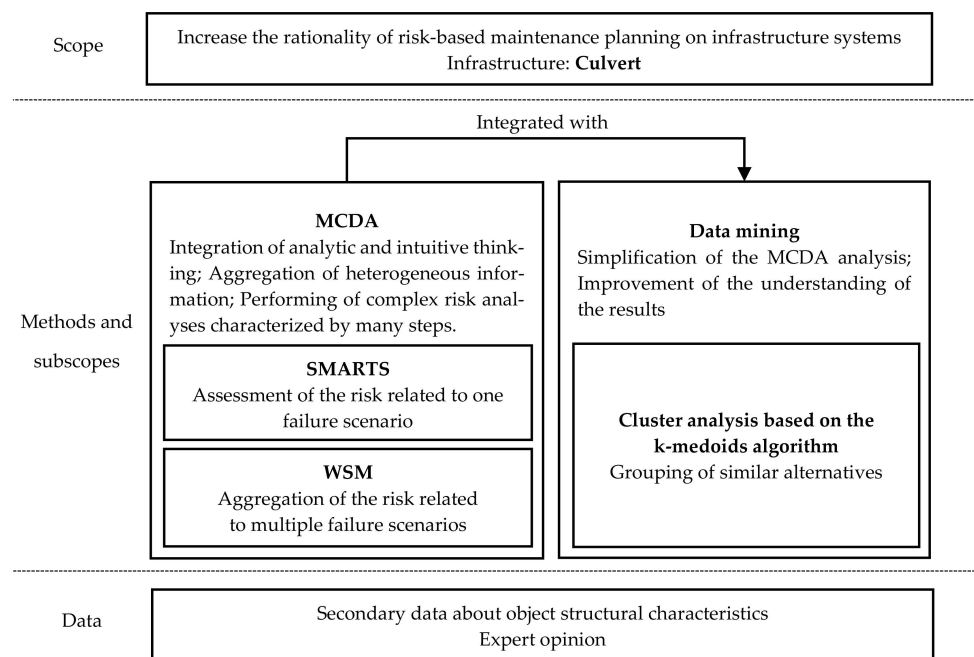 Scope
Increase the rationality of risk-based maintenance planning on infrastructure systems
Infrastructure: Culvert
Integrated with
Methods and
subscopes
MCDA
Integration of analytic and intuitive think-
ing; Aggregation of heterogeneous infor-
mation; Performing of complex risk anal-
yses characterized by many steps.
SMARTS
Assessment of the risk related to one
failure scenario
WSM
Aggregation of the risk related
to multiple failure scenarios
Data mining
Simplification of the MCDA analysis;
Improvement of the understanding of
the results
Cluster analysis based on the
k-medoids algorithm
Grouping of similar alternatives
Data
Secondary data about object structural characteristics
Expert opinion